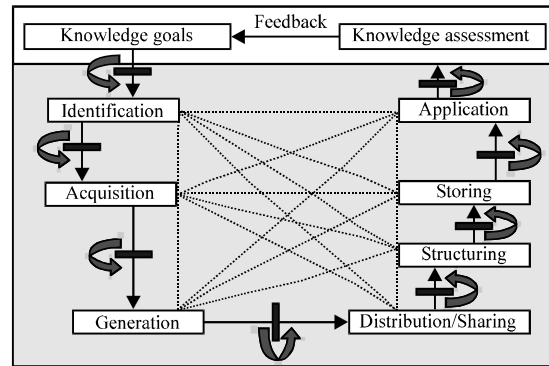 Feedback
Knowledge goals
Knowledge assessment
Identification
Application
Acquisition
Storing
Structuring
Generation
Distribution/Sharing